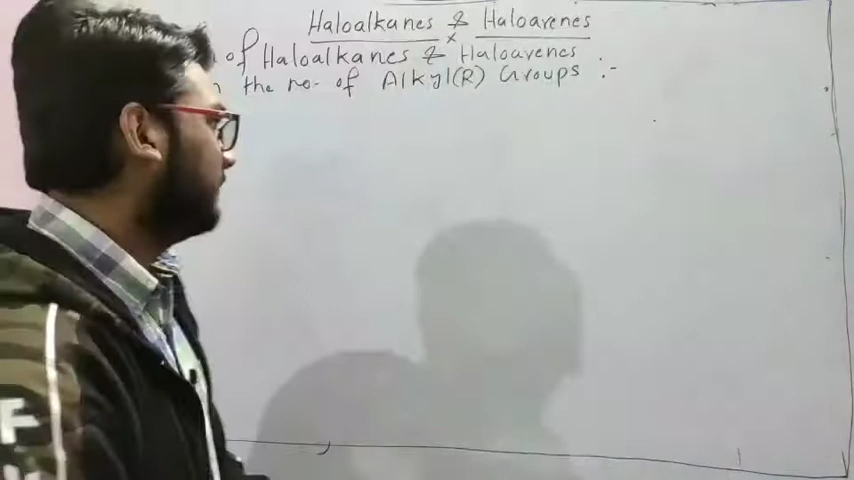 Haloalkanes & Haloarenes
of Haloalkanes & Haloarenes
the no. of Alkyl(R) Groups :-
F